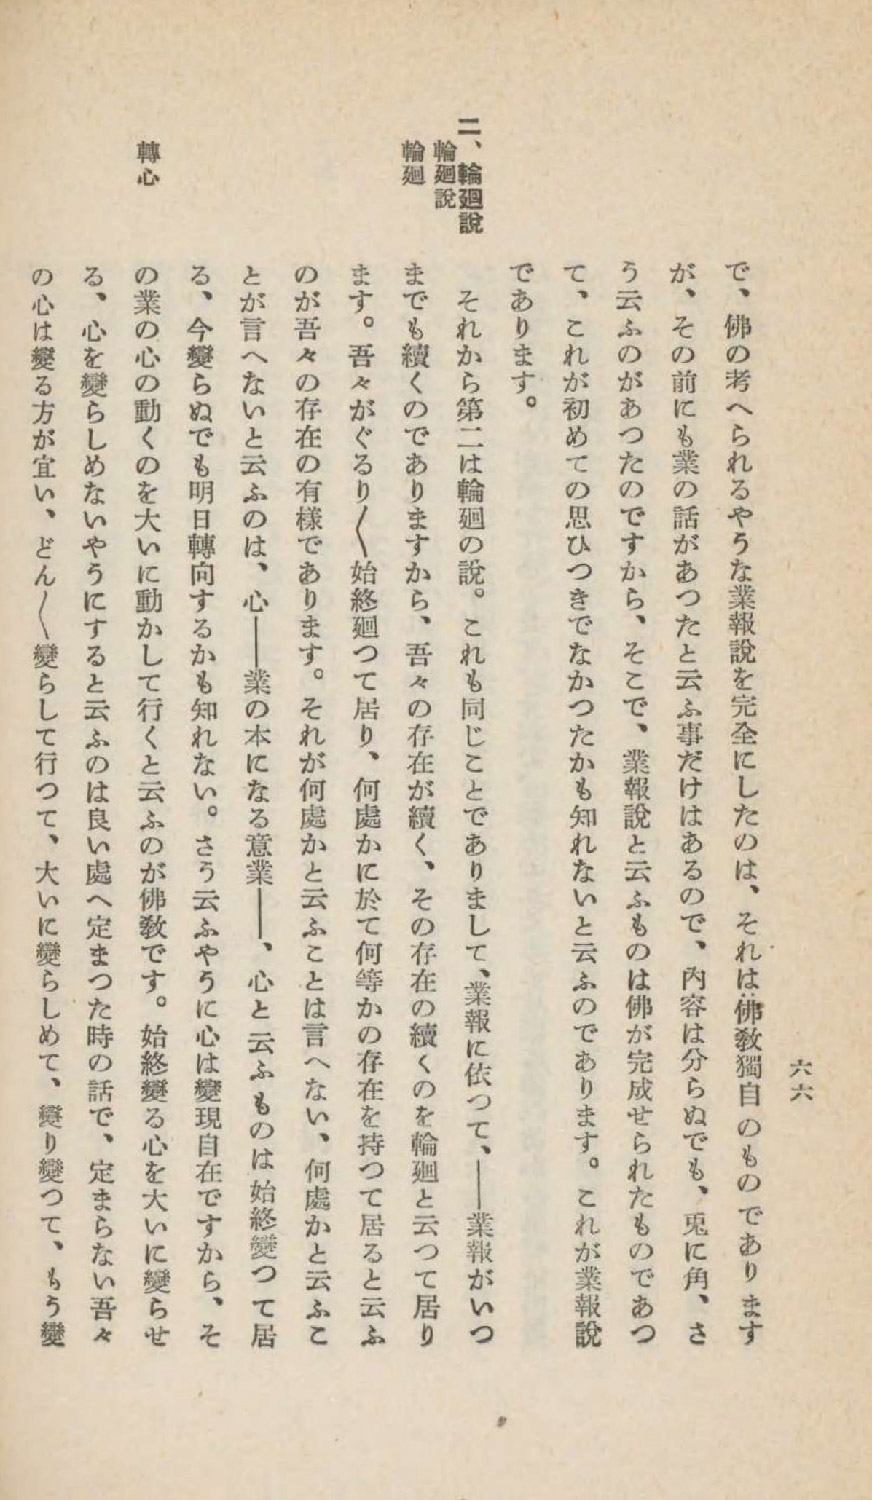 六六
で、佛の考へられるやうな業報說を完全にしたのは、それは佛敎獨自のものであります
が、その前にも業の話があつたと云ふ事だけはあるので、內容は分らぬでも、兎に角、さ
う云ふのがあつたのですから、そこで、業報說と云ふものは佛が完成せられたものであつ
て、これが初めての思ひつきでなかつたかも知れないと云ふのであります。これが業報說
であります。
二、輪廻說
輪廻說
それから第二は輪廻の說。これも同じことでありまして、業報に依つて、――業報がいつ
輪廻
までも續くのでありますから、吾々の存在が續く、その存在の續くのを輪廻と云つて居り
ます。吾々がぐるり〱始終廻つて居り、何處かに於て何等かの存在を持つて居ると云ふ
のが吾々の存在の有樣であります。それが何處かと云ふことは言へない、何處かと云ふこ
とが言へないと云ふのは、心――業の本になる意業――、心と云ふものは始終變つて居
る、今變らぬでも明日轉向するかも知れない。さう云ふやうに心は變現自在ですから、そ
轉心
の業の心の動くのを大いに動かして行くと云ふのが佛敎です。始終變る心を大いに變らせ
る、心を變らしめないやうにすると云ふのは良い處へ定まつた時の話で、定まらない吾々
の心は變る方が宜い、どん〱變らして行つて、大いに變らしめて、變り變つて、もう變